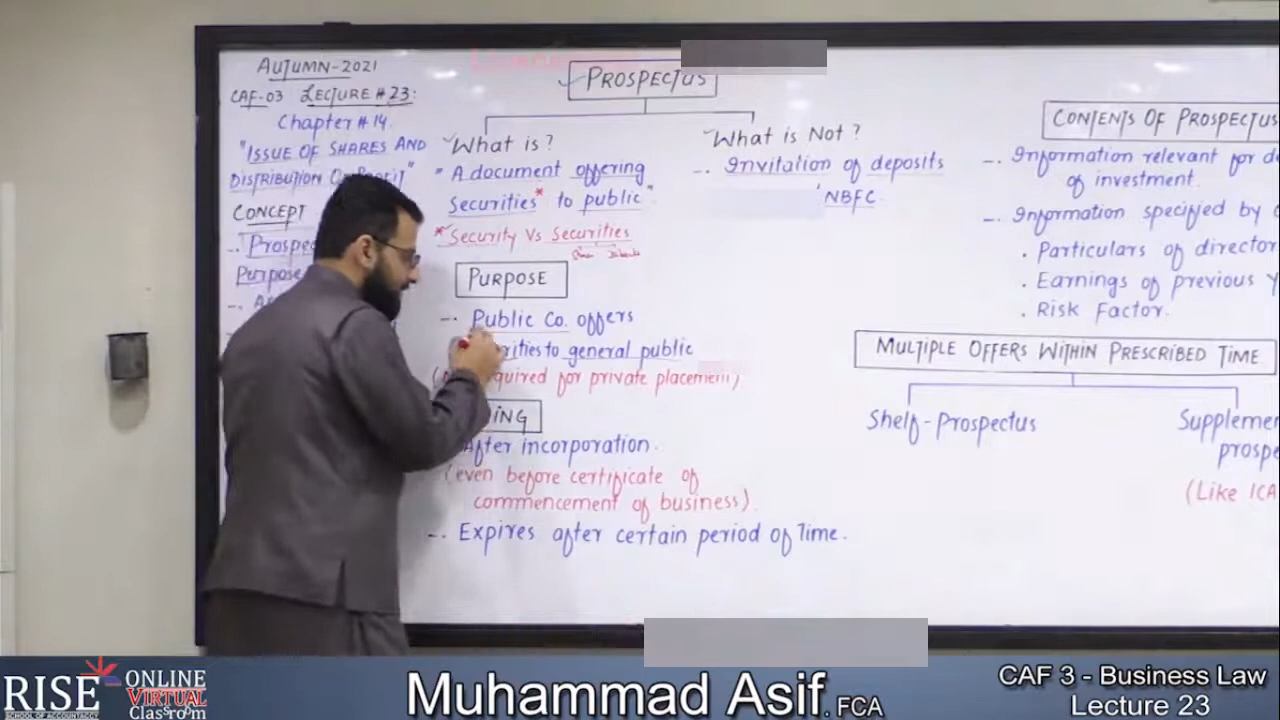 AUTUMN-2021
CAF-03 LECTURE # 23:
Chapter # 14.
"ISSUE OF SHARES AND
DISTRIBUTION
CONCEPT
Purpose
PROSPECTUS
What is?
" A document offering
Securities* to public"
* Security Vs Securities
PURPOSE
-. Public Co. offers
to general public
for private placement)
After incorporation.
(even before certificate of
commencement of business).
-. Expires after certain period of Time.
What is Not?
-. Invitation of deposits
'NBFC.
CONTENTS OF PROSPECTUS
-. Information relevant for
of investment.
-. Information specified by
. Particulars of director
. Earnings of previous
. Risk Factor.
MULTIPLE OFFERS WITHIN PRESCRIBED TIME
Shelf-Prospectus
(Like
RISE
SCHOOL OF ACCOUNTANCY
ONLINE
VIRTUAL
Classroom
Muhammad Asif, FCA
CAF 3 - Business Law
Lecture 23